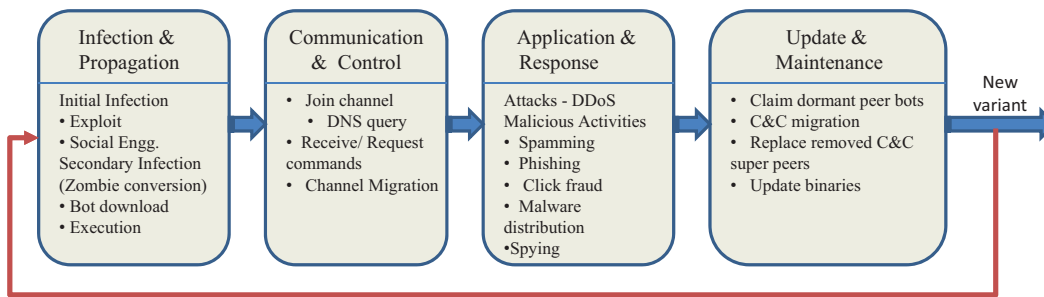 Infection &
Propagation
Initial Infection
• Exploit
• Social Engg.
Secondary Infection
(Zombie conversion)
• Bot download
• Execution
Communication
& Control
• Join channel
• DNS query
• Receive/ Request
commands
• Channel Migration
Application &
Response
Attacks - DDoS
Malicious Activities
• Spamming
• Phishing
• Click fraud
• Malware
distribution
•Spying
Update &
Maintenance
• Claim dormant peer bots
• C&C migration
• Replace removed C&C
super peers
• Update binaries
New
variant